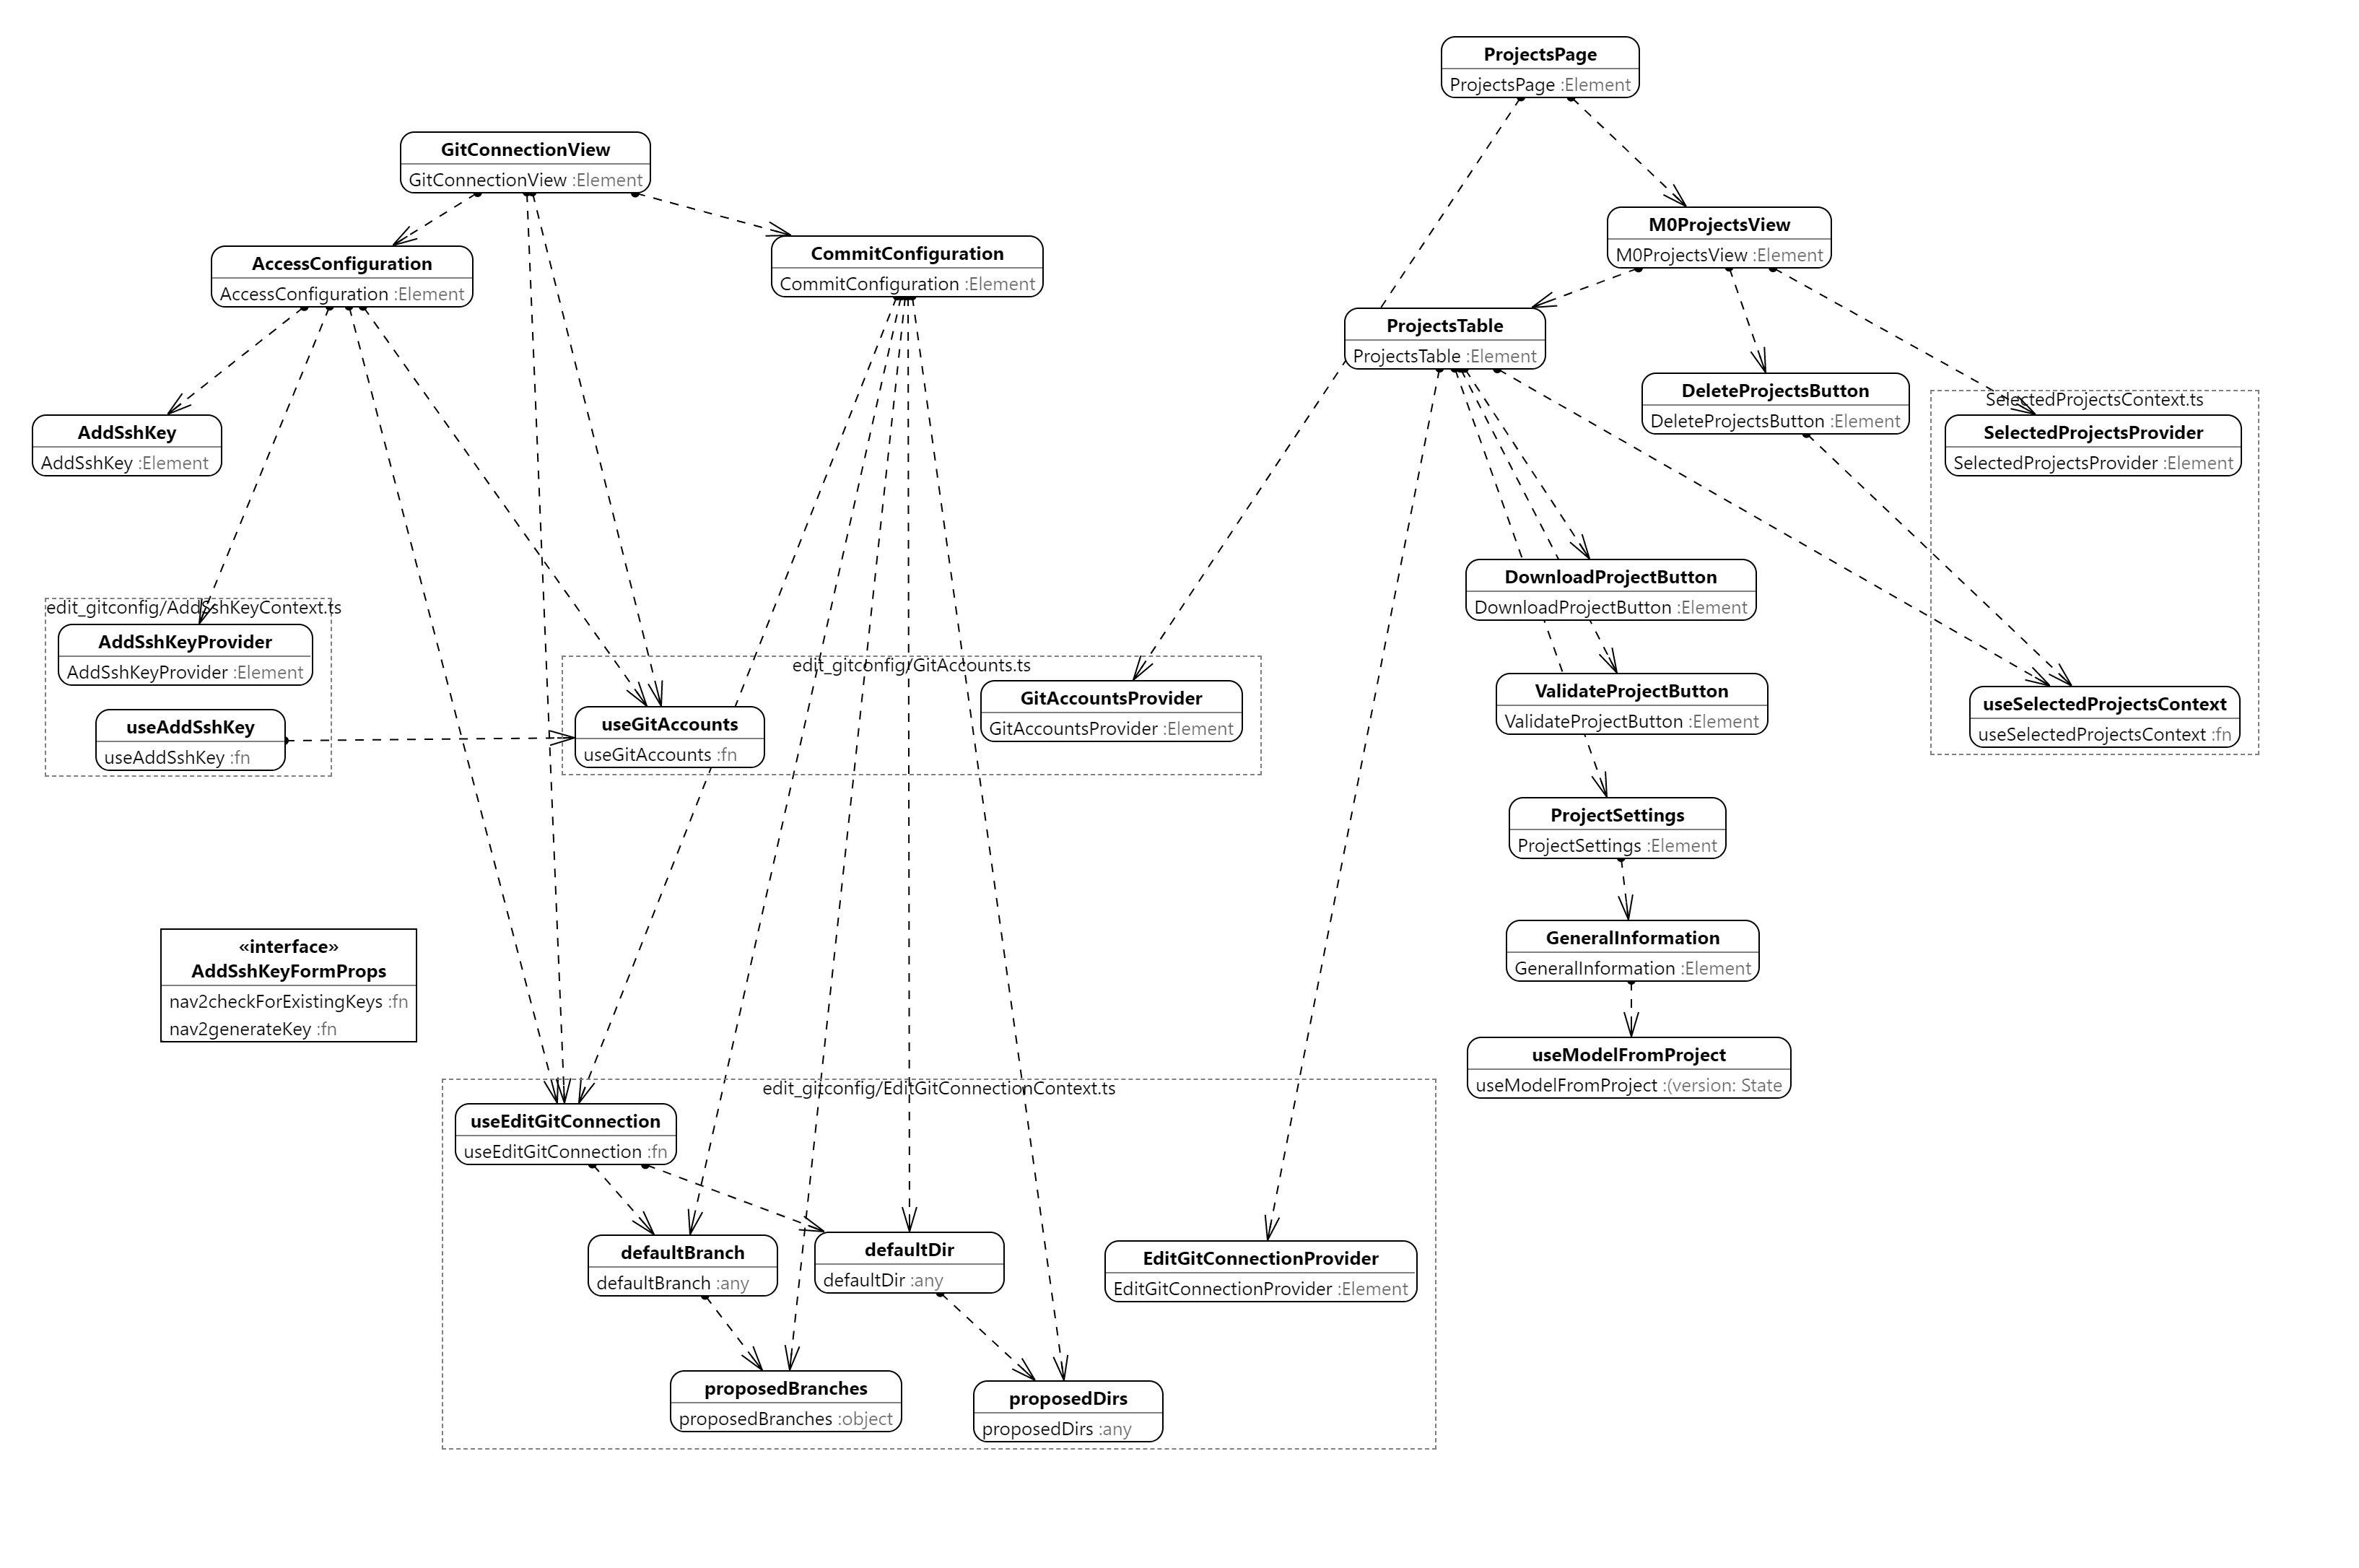 ProjectsPage
ProjectsPage :Element
GitConnectionView
GitConnectionView :Element
M0ProjectsView
M0ProjectsView :Element
AccessConfiguration
AccessConfiguration :Element
CommitConfiguration
CommitConfiguration :Element
ProjectsTable
ProjectsTable :Element
DeleteProjectsButton
DeleteProjectsButton :Element
SelectedProjectsContext.ts
SelectedProjectsProvider
SelectedProjectsProvider :Element
AddSshKey
AddSshKey :Element
DownloadProjectButton
DownloadProjectButton :Element
edit_gitconfig/AddSshKeyContext.ts
AddSshKeyProvider
AddSshKeyProvider :Element
useAddSshKey
useAddSshKey :fn
edit_gitconfig/GitAccounts.ts
useGitAccounts
useGitAccounts :fn
GitAccountsProvider
GitAccountsProvider :Element
ValidateProjectButton
ValidateProjectButton :Element
useSelectedProjectsContext
useSelectedProjectsContext :fn
ProjectSettings
ProjectSettings :Element
GeneralInformation
GeneralInformation :Element
«interface»
AddSshKeyFormProps
nav2checkForExistingKeys :fn
nav2generateKey :fn
useModelFromProject
useModelFromProject :(version: State
edit_gitconfig/EditGitConnectionContext.ts
useEditGitConnection
useEditGitConnection :fn
defaultBranch
defaultBranch :any
defaultDir
defaultDir :any
EditGitConnectionProvider
EditGitConnectionProvider :Element
proposedBranches
proposedBranches :object
proposedDirs
proposedDirs :any